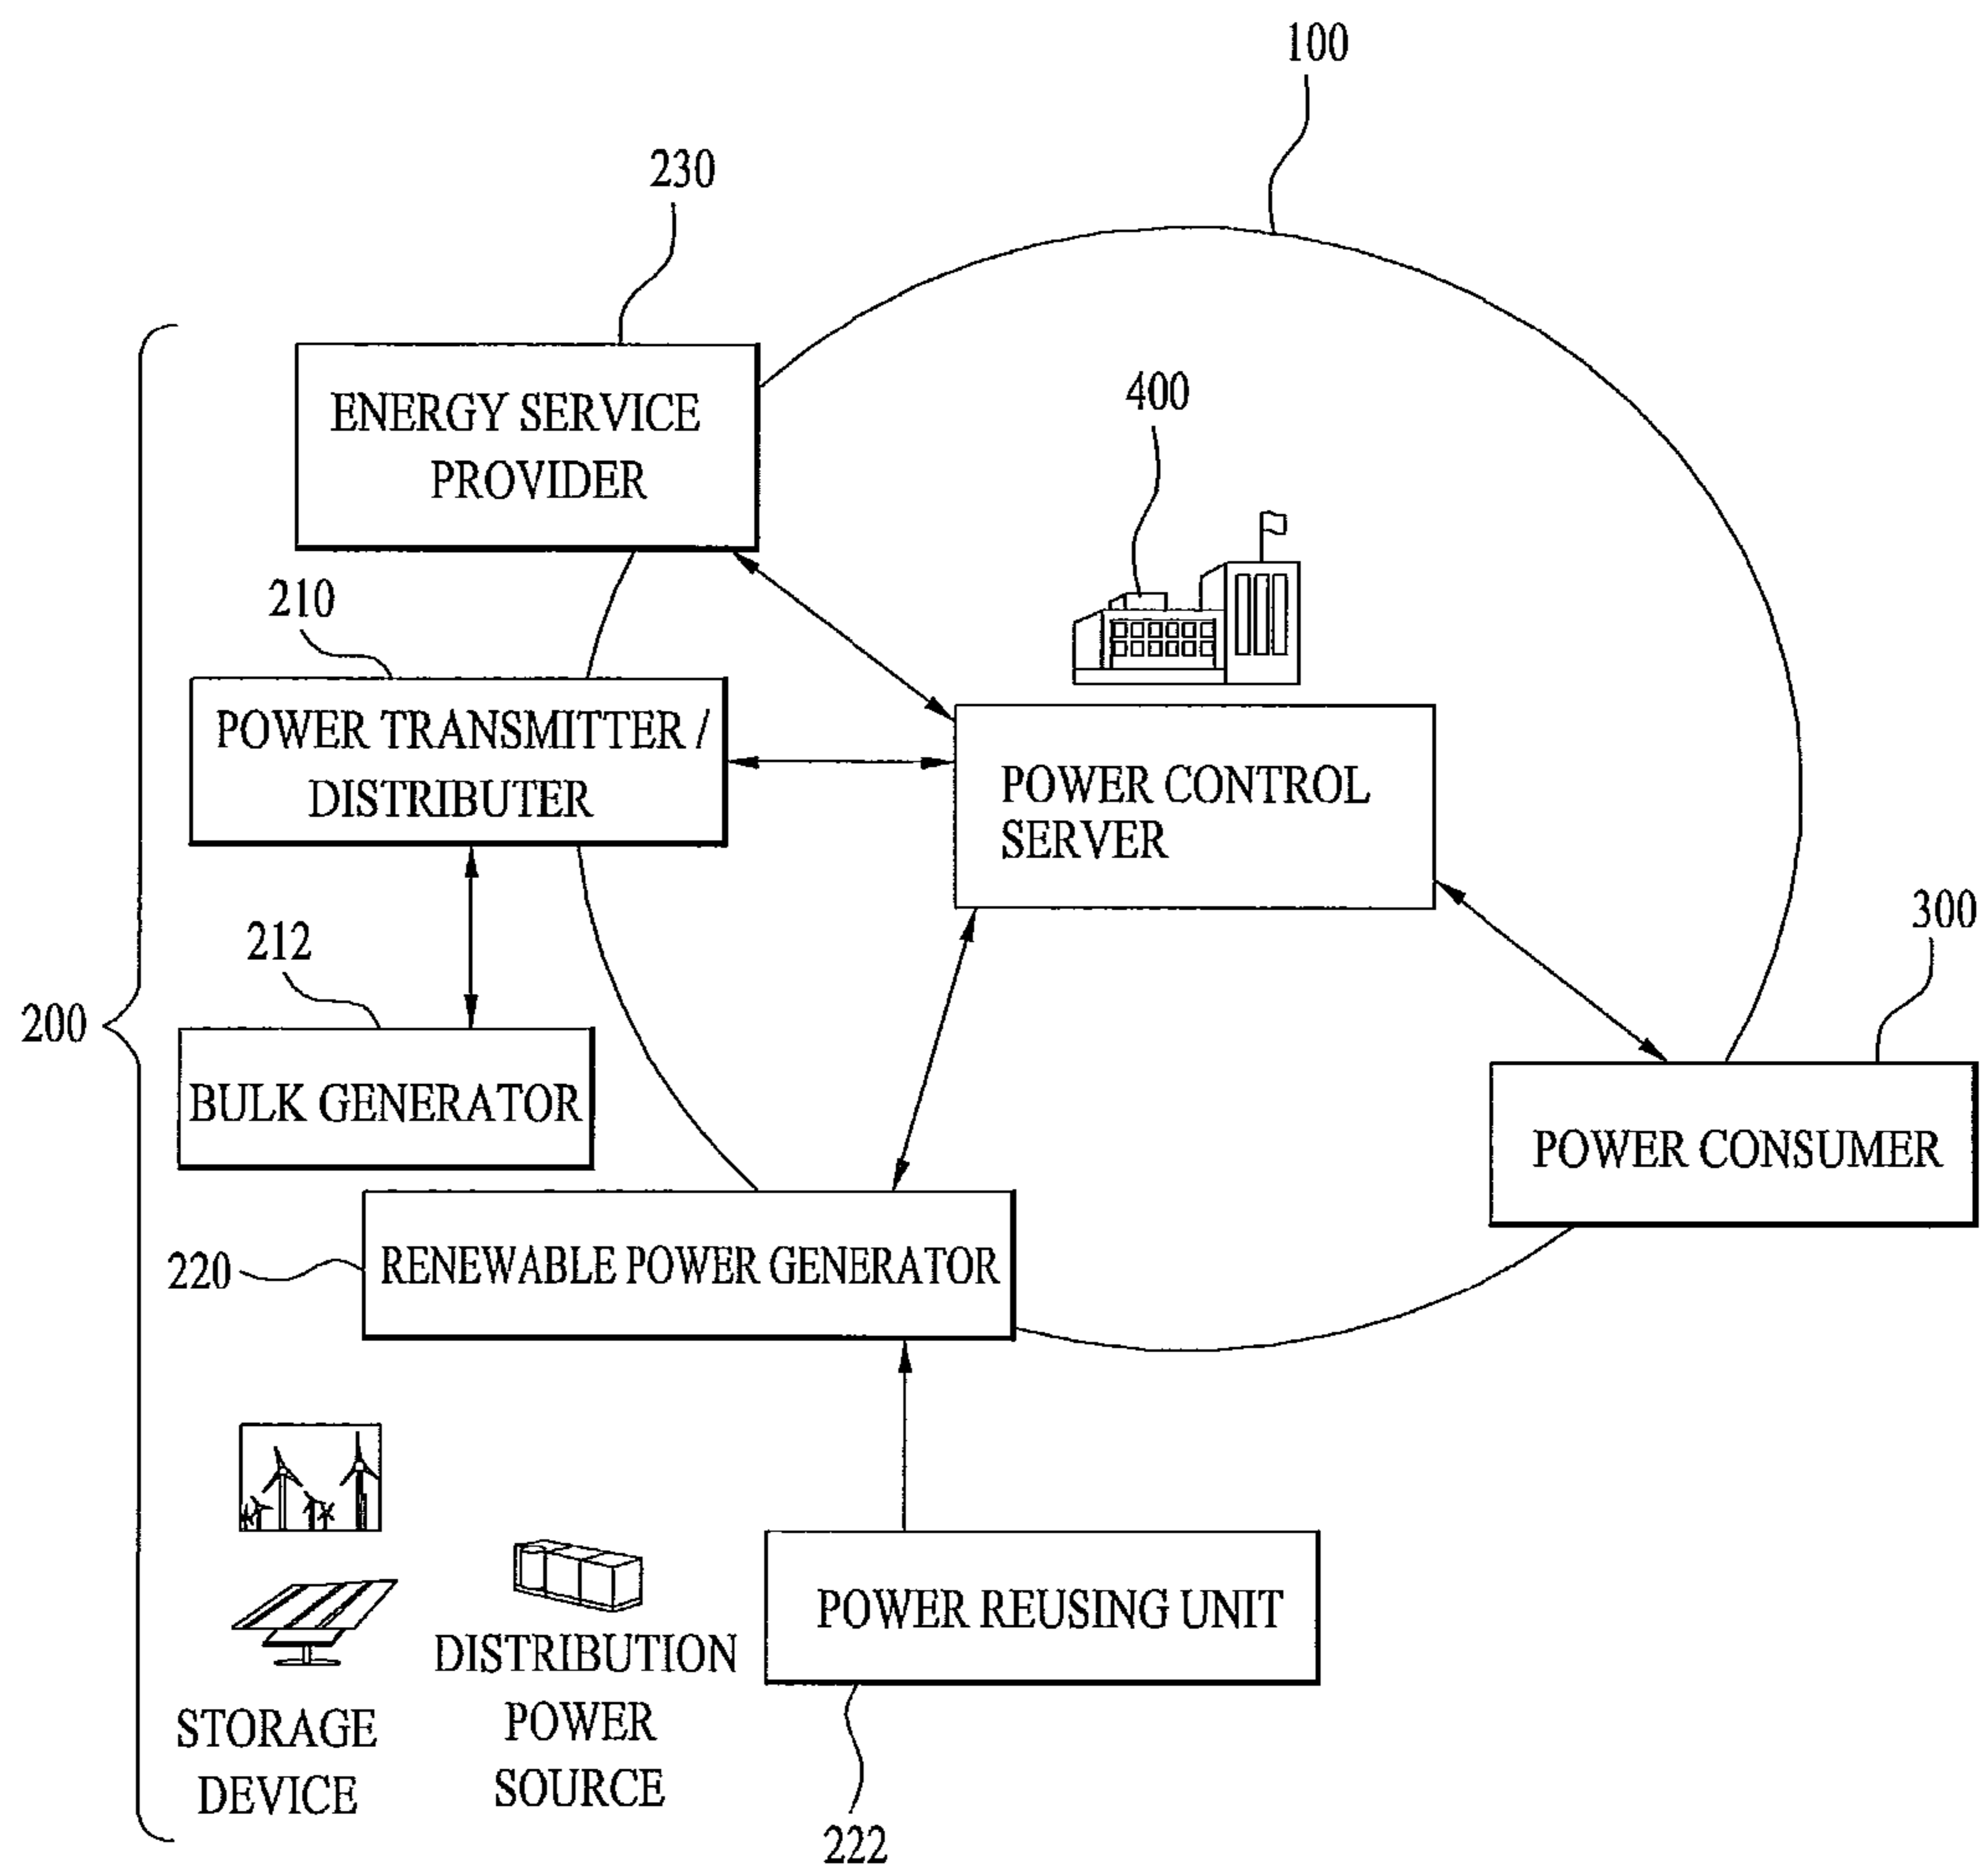 100
230
ENERGY SERVICE
PROVIDER
400
210
POWER TRANSMITTER /
DISTRIBUTER
POWER CONTROL
SERVER
300
212
200
BULK GENERATOR
POWER CONSUMER
220
RENEWABLE POWER GENERATOR
POWER REUSING UNIT
DISTRIBUTION
POWER
SOURCE
STORAGE
DEVICE
222